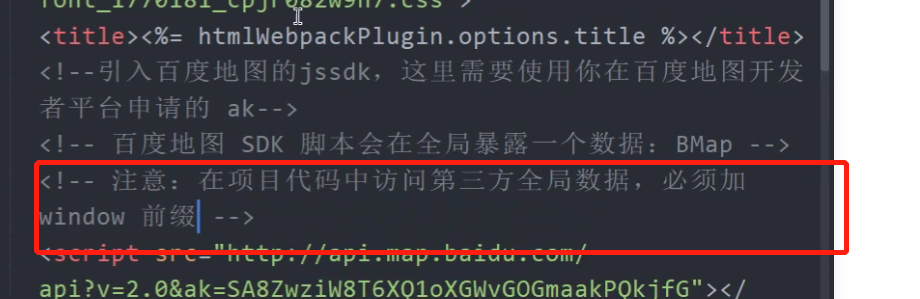 <title><%= htmlWebpackPlugin.options.title %></title>
<!--引入百度地图的jssdk，这里需要使用你在百度地图开发
者平台申请的 ak-->
<!-- 百度地图 SDK 脚本会在全局暴露一个数据：BMap -->
<!-- 注意：在项目代码中访问第三方全局数据，必须加
window 前缀 -->
<script src="http://api.map.baidu.com/
api?v=2.0&ak=SA8ZwziW8T6XQ1oXGWvGOGmaakPQkjfG"></